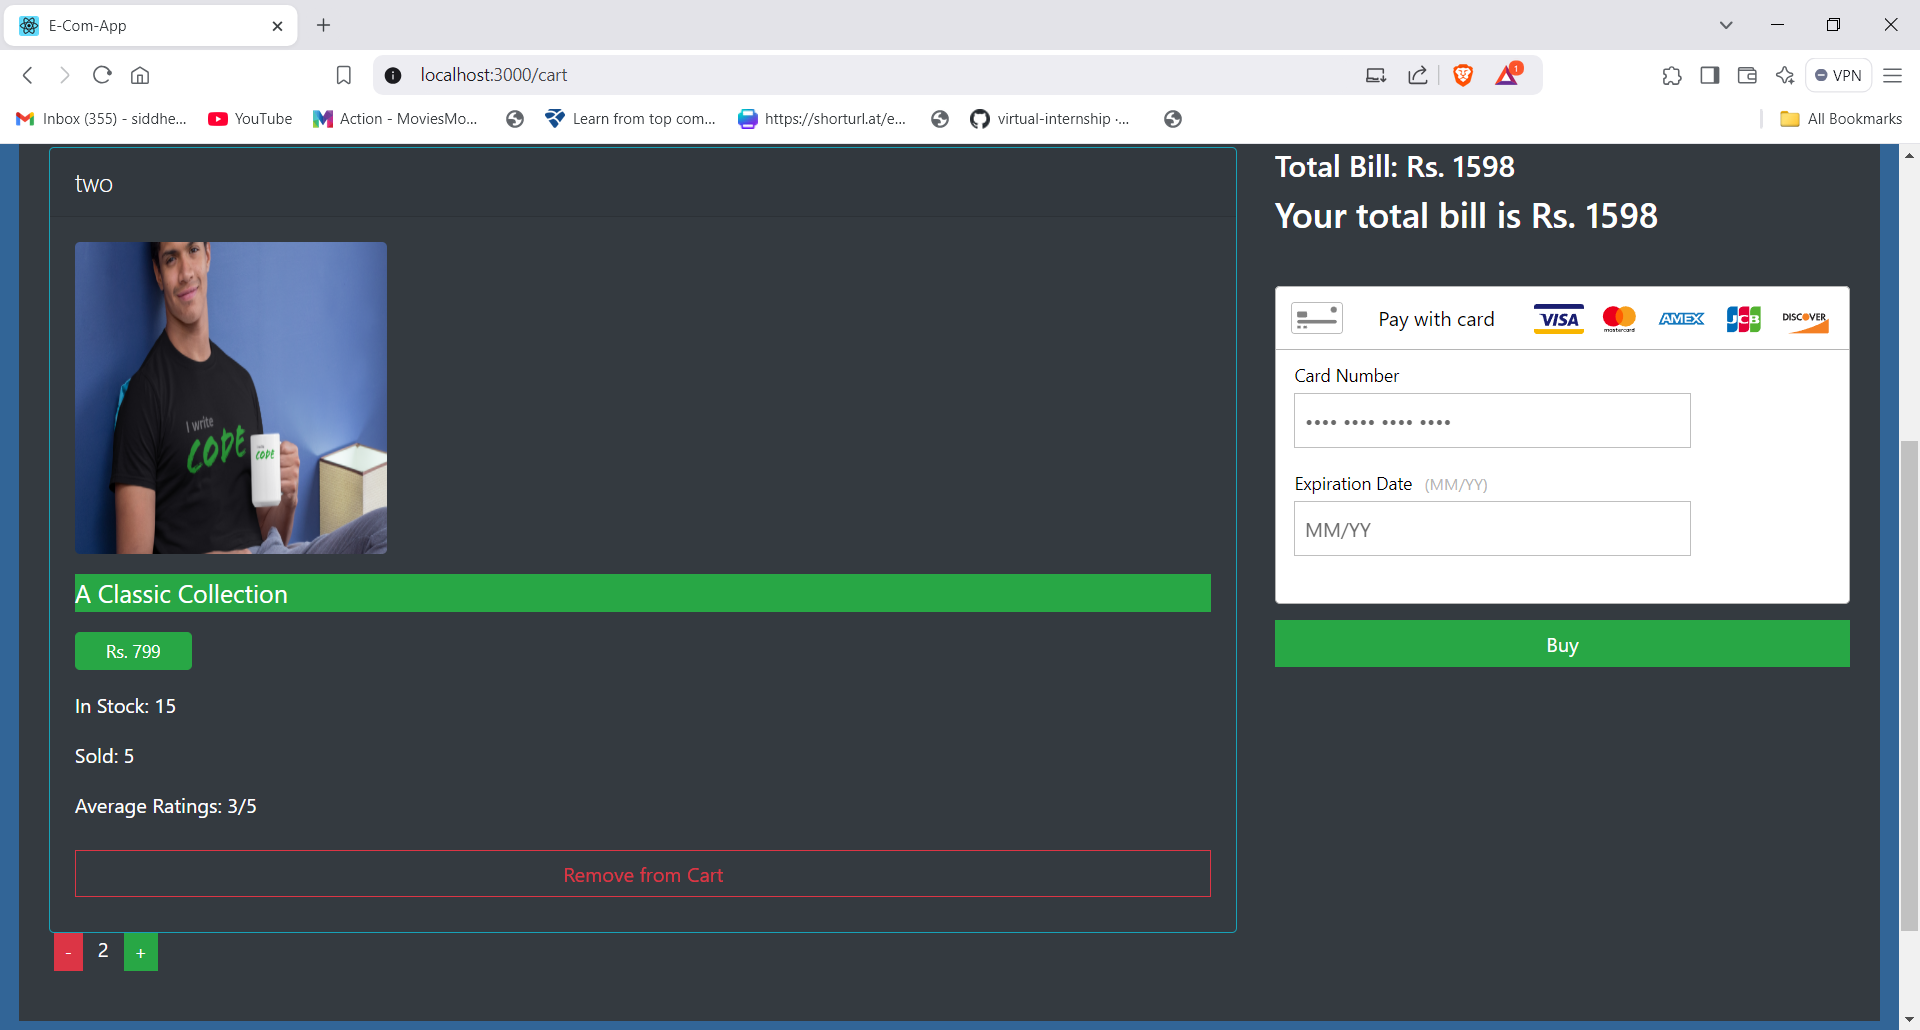 E-Com-App
localhost:3000/cart
1
VPN
Inbox (355) - siddhe...
YouTube
Action - MoviesMo...
Learn from top com...
https://shorturl.at/e...
virtual-internship ·...
All Bookmarks
two
I write
CODE
CODE
A Classic Collection
Rs. 799
In Stock: 15
Sold: 5
Average Ratings: 3/5
Remove from Cart
- 2 +
Total Bill: Rs. 1598
Your total bill is Rs. 1598
Pay with card
VISA
mastercard
AMEX
JCB
DISCOVER
Card Number
•••• •••• •••• ••••
Expiration Date (MM/YY)
MM/YY
Buy